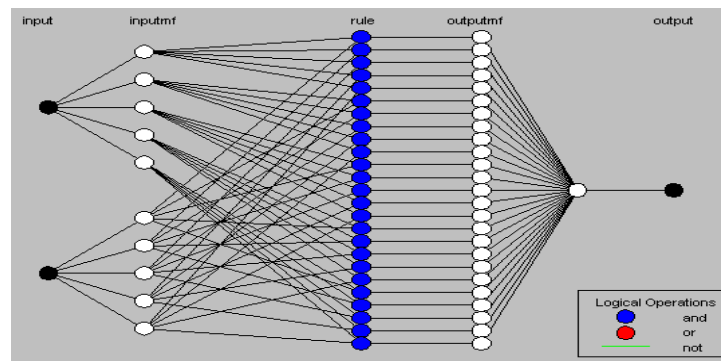 input inputmf rule outputmf output
Logical Operations
and
or
not